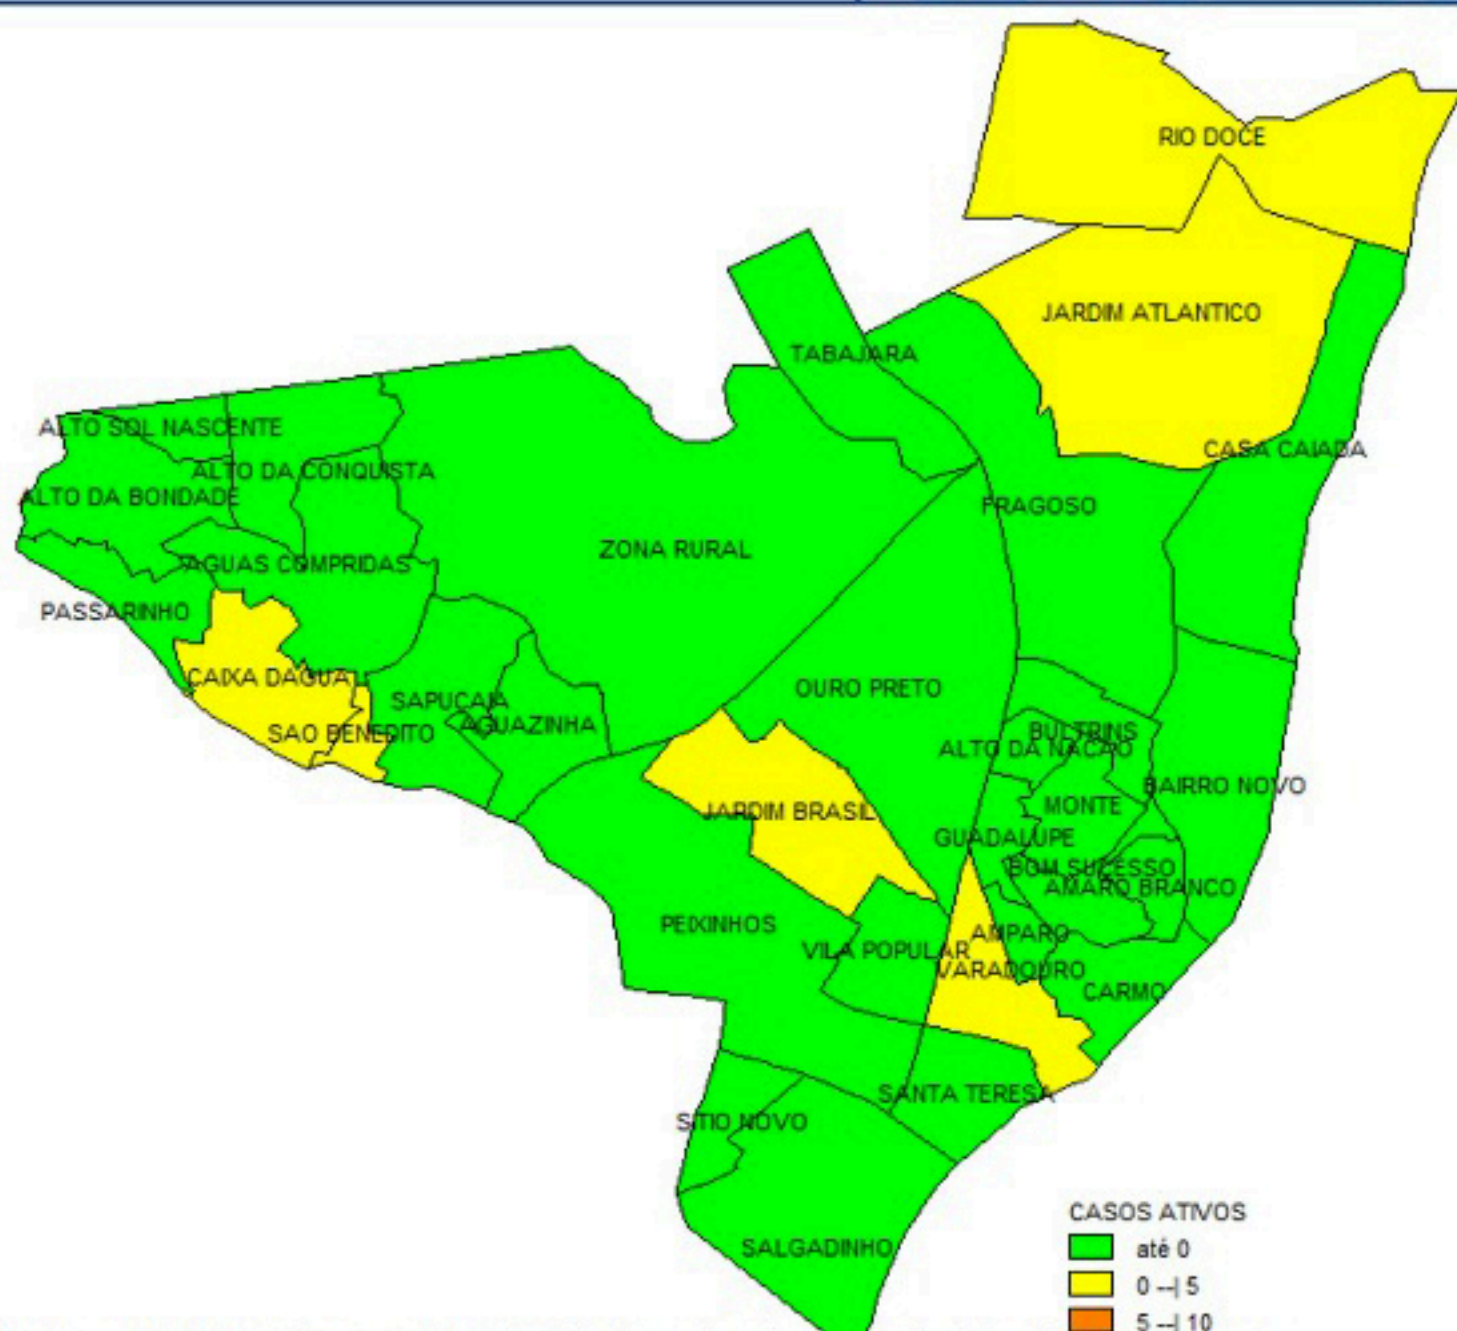 RIO DOCE
JARDIM ATLANTICO
TABAJARA
ALTO SOL NASCENTE
CASA CAIADA
ALTO DA CONQUISTA
ALTO DA BONDADE
FRAGOSO
ZONA RURAL
AGUAS COMPRIDAS
PASSARINHO
CAIXA DAGUA
OURO PRETO
SAPUCAIA
AGUAZINHA
SAO BENEDITO
BULTRINS
ALTO DA NACAO
BAIRRO NOVO
MONTE
JARDIM BRASIL
GUADALUPE
BOM SUCESSO
AMARO BRANCO
PEIXINHOS
AMPARO
VILA POPULAR
VARADOURO
CARMO
SANTA TERESA
SITIO NOVO
SALGADINHO
CASOS ATIVOS
até 0
0 --| 5
5 --| 10